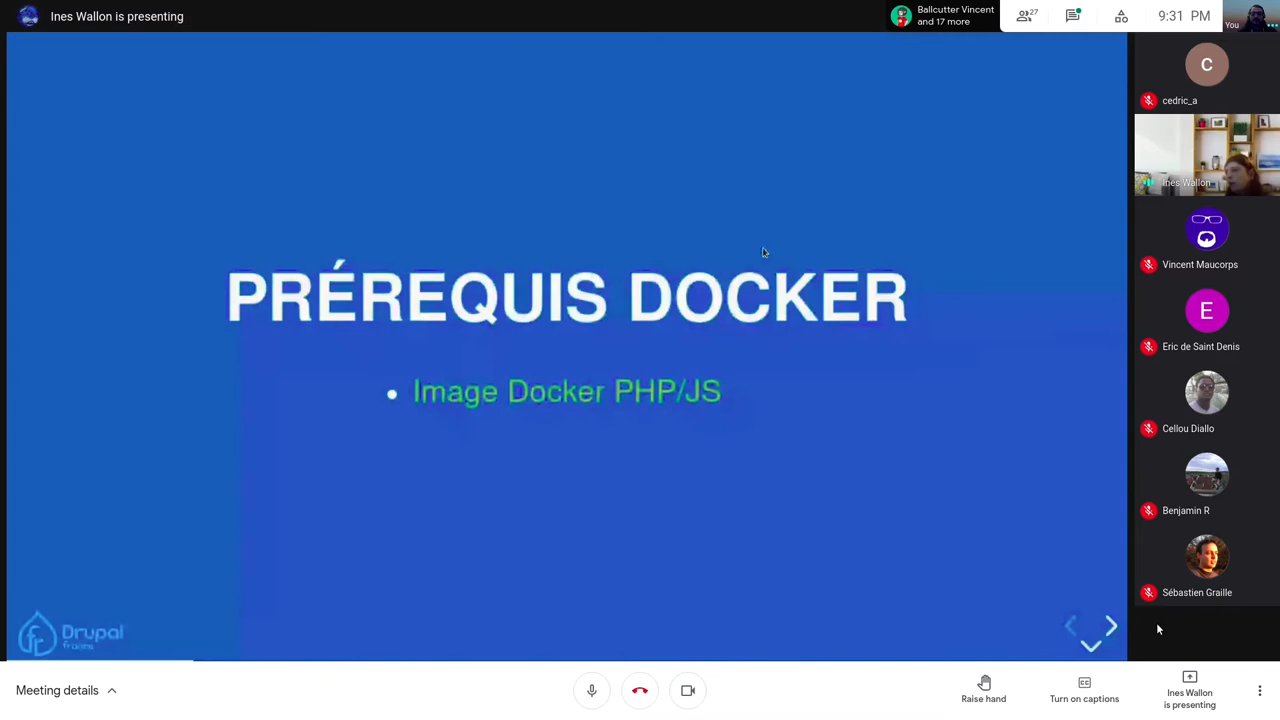 Ines Wallon is presenting
Ballcutter Vincent
and 17 more
27
9:31 PM
You
C
cedric_a
Ines Wallon
Vincent Maucorps
E
Eric de Saint Denis
Cellou Diallo
Benjamin R
Sébastien Graille
PRÉREQUIS DOCKER
• Image Docker PHP/JS
fr
Drupal
Meeting details
Raise hand
CC
Turn on captions
Ines Wallon
is presenting